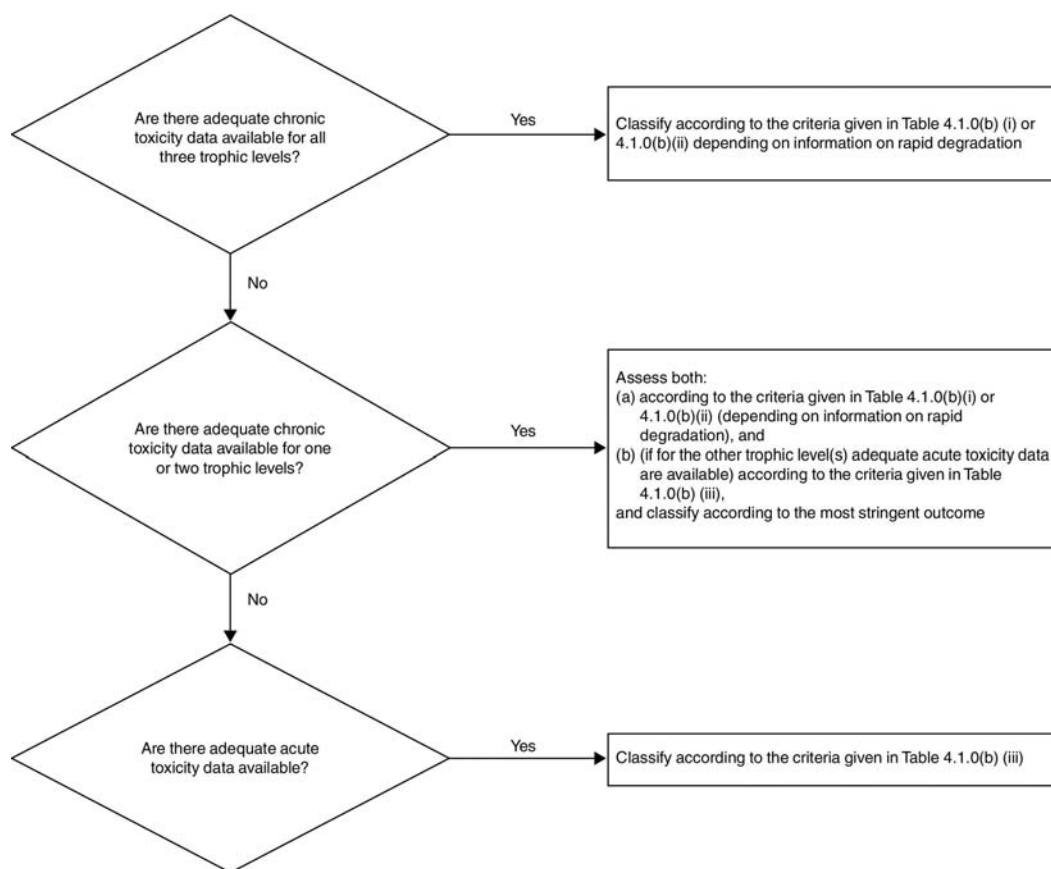 Are there adequate chronic
toxicity data available for all
three trophic levels?
Yes
Classify according to the criteria given in Table 4.1.0(b) (i) or
4.1.0(b)(ii) depending on information on rapid degradation
No
Are there adequate chronic
toxicity data available for one
or two trophic levels?
Yes
Assess both:
(a) according to the criteria given in Table 4.1.0(b)(i) or
4.1.0(b)(ii) (depending on information on rapid
degradation), and
(b) (if for the other trophic level(s) adequate acute toxicity data
are available) according to the criteria given in Table
4.1.0(b) (iii),
and classify according to the most stringent outcome
No
Are there adequate acute
toxicity data available?
Yes
Classify according to the criteria given in Table 4.1.0(b) (iii)